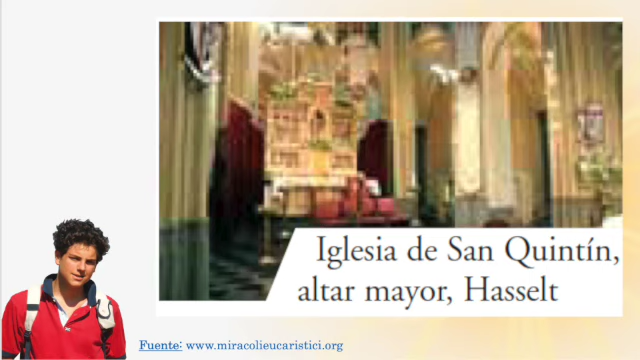 Iglesia de San Quintín,
altar mayor, Hasselt
Fuente: www.miracolieucaristici.org